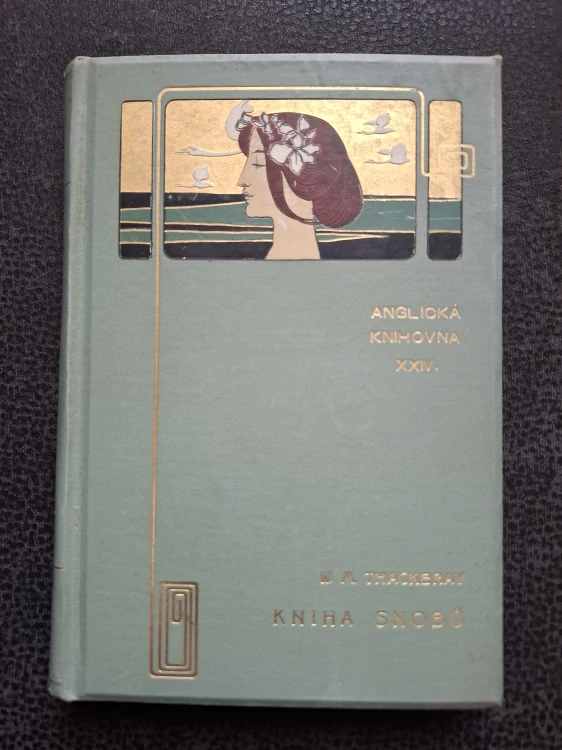 ANGLICKÁ
KNIHOVNA
XXIV.
W. M. THACKERAY
KNIHA SNOBŮ